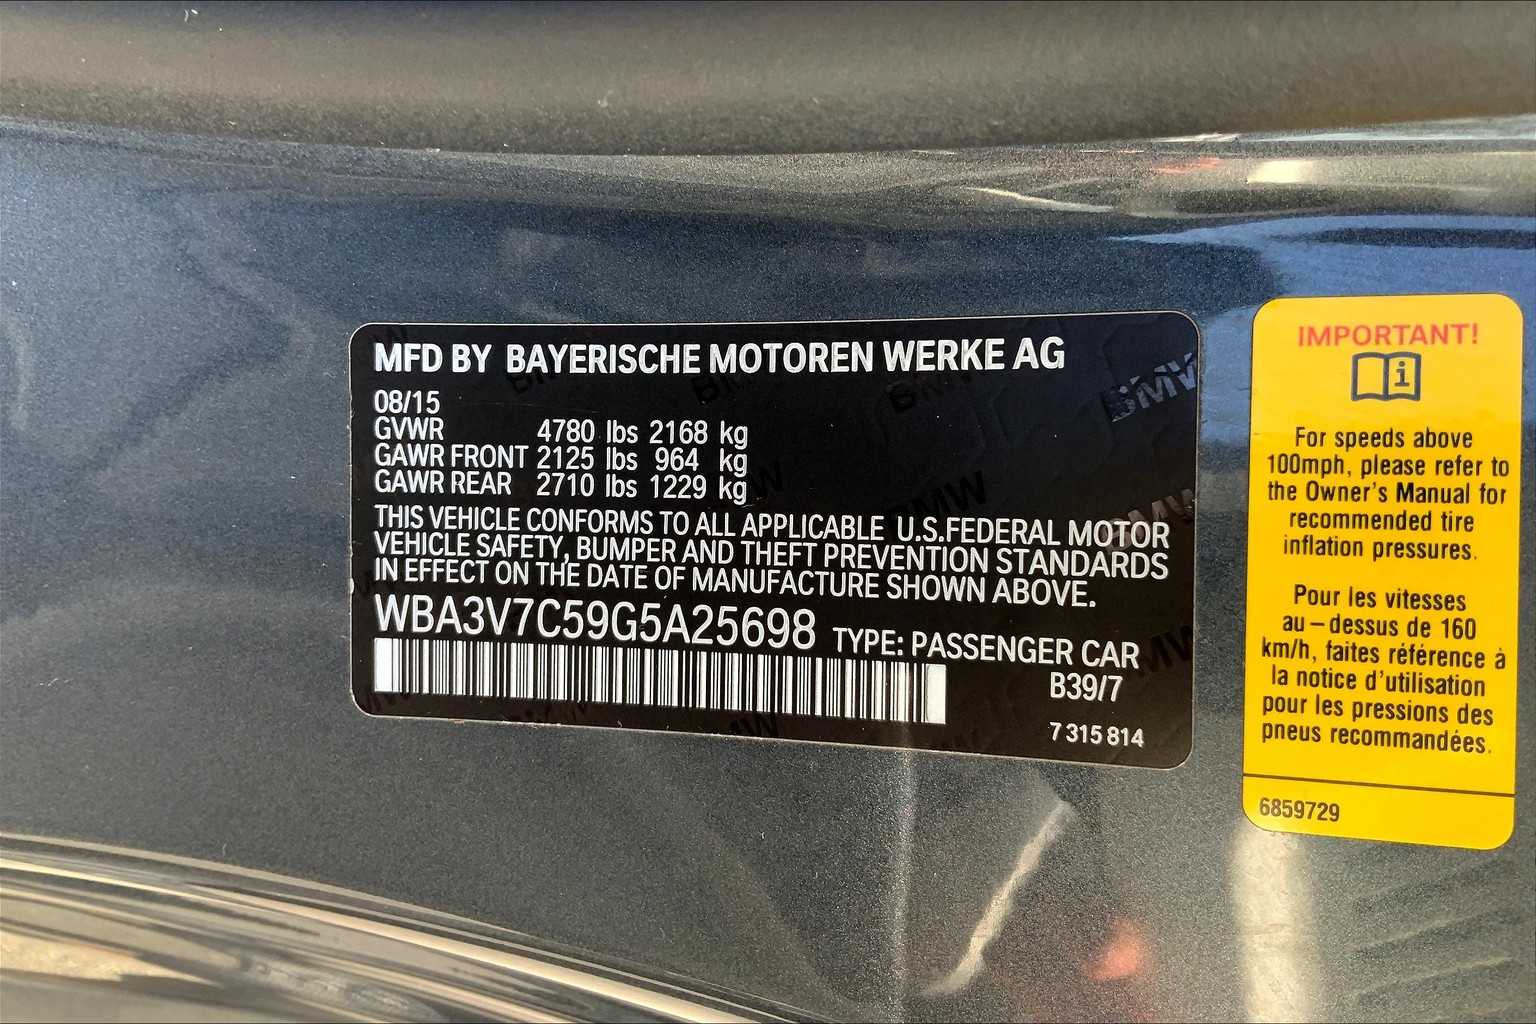 MFD BY BAYERISCHE MOTOREN WERKE AG
08/15
GVWR 4780 lbs 2168 kg
GAWR FRONT 2125 lbs 964 kg
GAWR REAR 2710 lbs 1229 kg
THIS VEHICLE CONFORMS TO ALL APPLICABLE U.S.FEDERAL MOTOR
VEHICLE SAFETY, BUMPER AND THEFT PREVENTION STANDARDS
IN EFFECT ON THE DATE OF MANUFACTURE SHOWN ABOVE.
WBA3V7C59G5A25698 TYPE: PASSENGER CAR
B39/7
7 315 814
IMPORTANT!
i
For speeds above
100mph, please refer to
the Owner's Manual for
recommended tire
inflation pressures.
Pour les vitesses
au – dessus de 160
km/h, faites référence à
la notice d'utilisation
pour les pressions des
pneus recommandées.
6859729